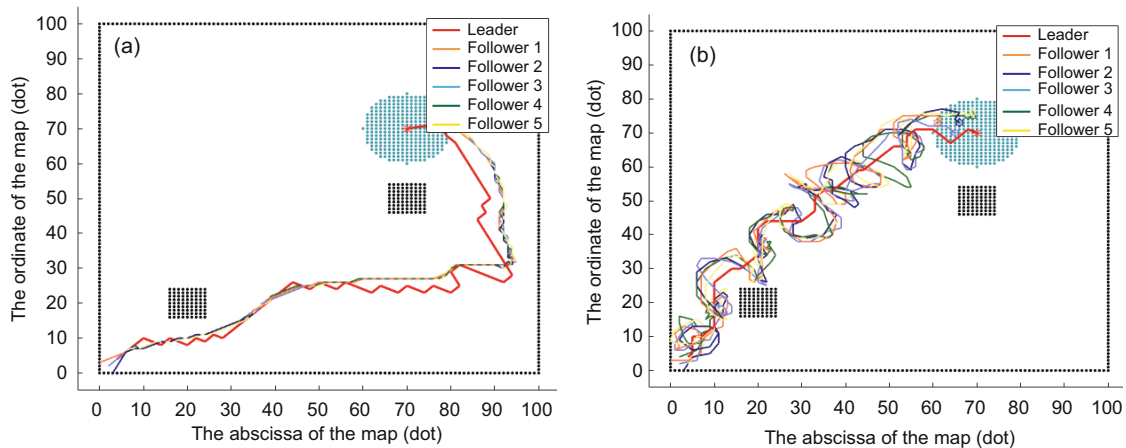 (a)
Leader
Follower 1
Follower 2
Follower 3
Follower 4
Follower 5
100
90
80
70
60
50
40
30
20
10
0
The ordinate of the map (dot)
0 10 20 30 40 50 60 70 80 90 100
The abscissa of the map (dot)
(b)
Leader
Follower 1
Follower 2
Follower 3
Follower 4
Follower 5
100
90
80
70
60
50
40
30
20
10
0
The ordinate of the map (dot)
0 10 20 30 40 50 60 70 80 90 100
The abscissa of the map (dot)